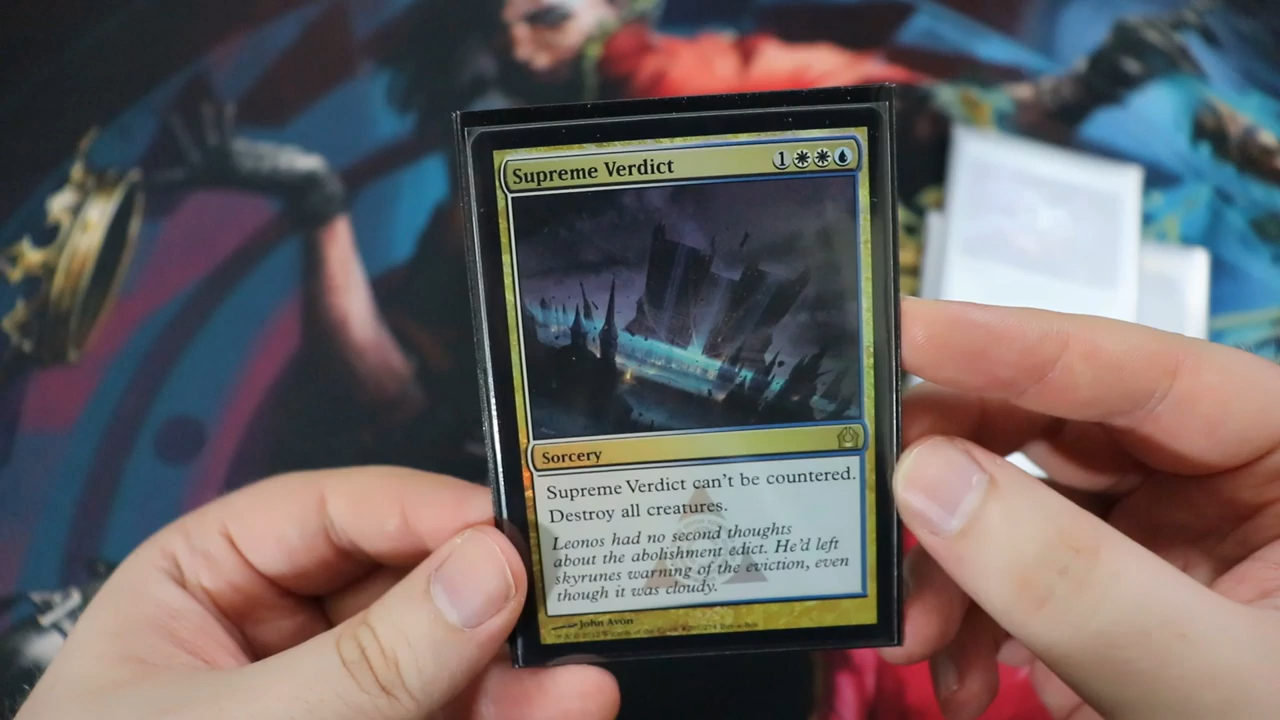 Supreme Verdict 1
Sorcery
Supreme Verdict can't be countered.
Destroy all creatures.
Leonos had no second thoughts
about the abolishment edict. He'd left
skyrunes warning of the eviction, even
though it was cloudy.
John Avon